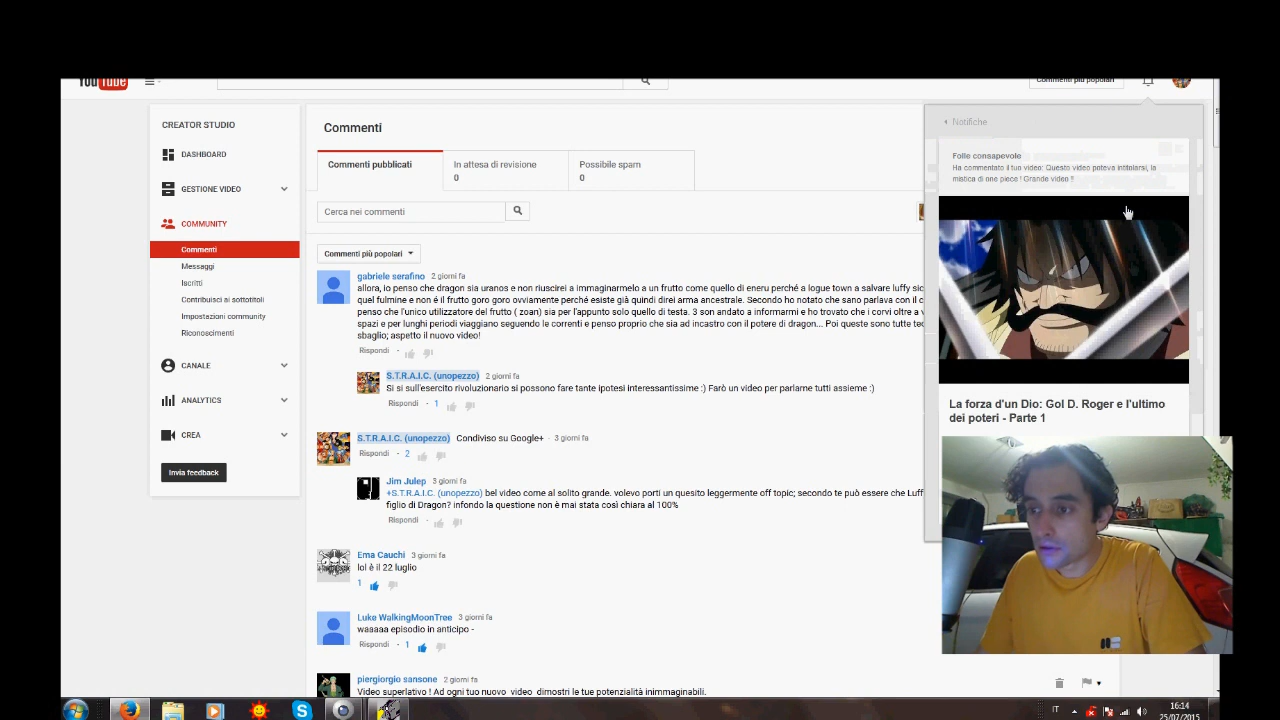 YouTube
Commenti più popolari
CREATOR STUDIO
DASHBOARD
GESTIONE VIDEO
COMMUNITY
Commenti
Messaggi
Iscritti
Contribuisci ai sottotitoli
Impostazioni community
Riconoscimenti
CANALE
ANALYTICS
CREA
Invia feedback
Commenti
Commenti pubblicati
In attesa di revisione
0
Possibile spam
0
Cerca nei commenti
Commenti più popolari
gabriele serafino 2 giorni fa
allora, io penso che dragon sia uranos e non riuscirei a immaginarmelo a un frutto come quello di eneru perché a logue town a salvare luffy sic
quel fulmine e non é il frutto goro goro ovviamente perché esiste già quindi direi arma ancestrale. Secondo ho notato che sano parlava con il c
penso che l'unico utilizzatore del frutto ( zoan) sia per l'appunto solo quello di testa. 3 son andato a informarmi e ho trovato che i corvi oltre a v
spazi e per lunghi periodi viaggiano seguendo le correnti e penso proprio che sia ad incastro con il potere di dragon... Poi queste sono tutte teo
sbaglio; aspetto il nuovo video!
Rispondi -
S.T.R.A.I.C. (unopezzo) 2 giorni fa
Si si sull'esercito rivoluzionario si possono fare tante ipotesi interessantissime :) Farò un video per parlarne tutti assieme :)
Rispondi - 1
S.T.R.A.I.C. (unopezzo) Condiviso su Google+ - 3 giorni fa
Rispondi - 2
Jim Julep 3 giorni fa
+S.T.R.A.I.C. (unopezzo) bel video come al solito grande. volevo porti un quesito leggermente off topic; secondo te può essere che Luff
figlio di Dragon? infondo la questione non è mai stata così chiara al 100%
Rispondi -
Ema Cauchi 3 giorni fa
lol è il 22 luglio
1
Luke WalkingMoonTree 3 giorni fa
waaaaa episodio in anticipo -
Rispondi - 1
piergiorgio sansone 2 giorni fa
Video superlativo ! Ad ogni tuo nuovo video dimostri le tue potenzialità inimmaginabili.
Notifiche
Folle consapevole
Ha commentato il tuo video: Questo video poteva intitolarsi, la
mistica di one piece ! Grande video !!
La forza d'un Dio: Gol D. Roger e l'ultimo
dei poteri - Parte 1
IT
16:14
25/07/2015